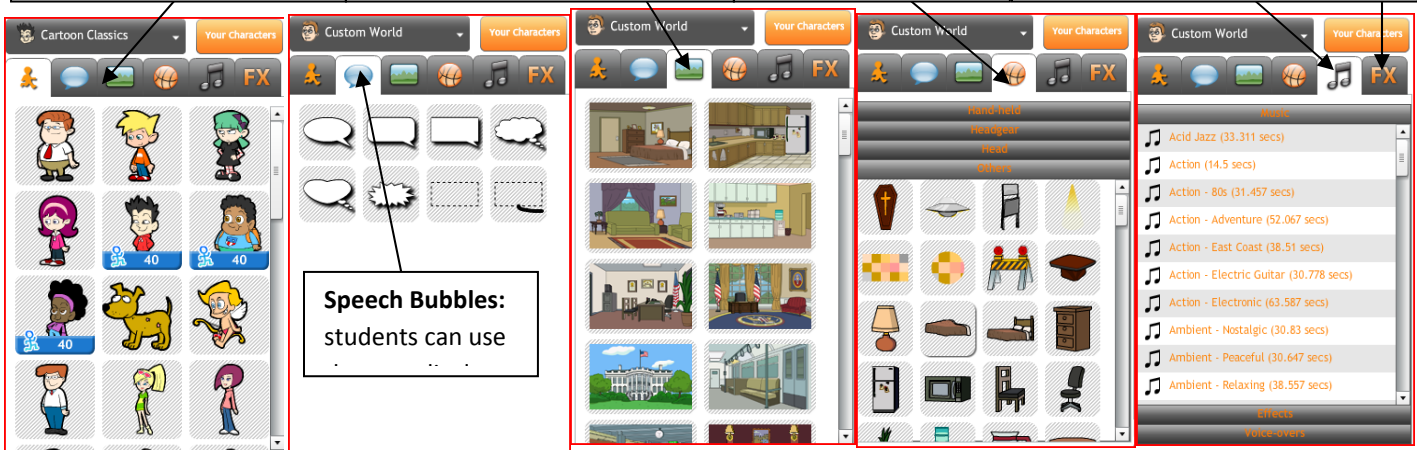 Cartoon Classics
Your Characters
FX
40
40
40
Custom World
Your Characters
FX
Speech Bubbles:
students can use
Custom World
Your Characters
FX
Custom World
Your Characters
FX
Hand-held
Headgear
Head
Others
Custom World
Your Characters
FX
Music
Acid Jazz (33.311 secs)
Action (14.5 secs)
Action - 80s (31.457 secs)
Action - Adventure (52.067 secs)
Action - East Coast (38.51 secs)
Action - Electric Guitar (30.778 secs)
Action - Electronic (63.587 secs)
Ambient - Nostalgic (30.83 secs)
Ambient - Peaceful (30.647 secs)
Ambient - Relaxing (38.557 secs)
Effects
Voice-overs